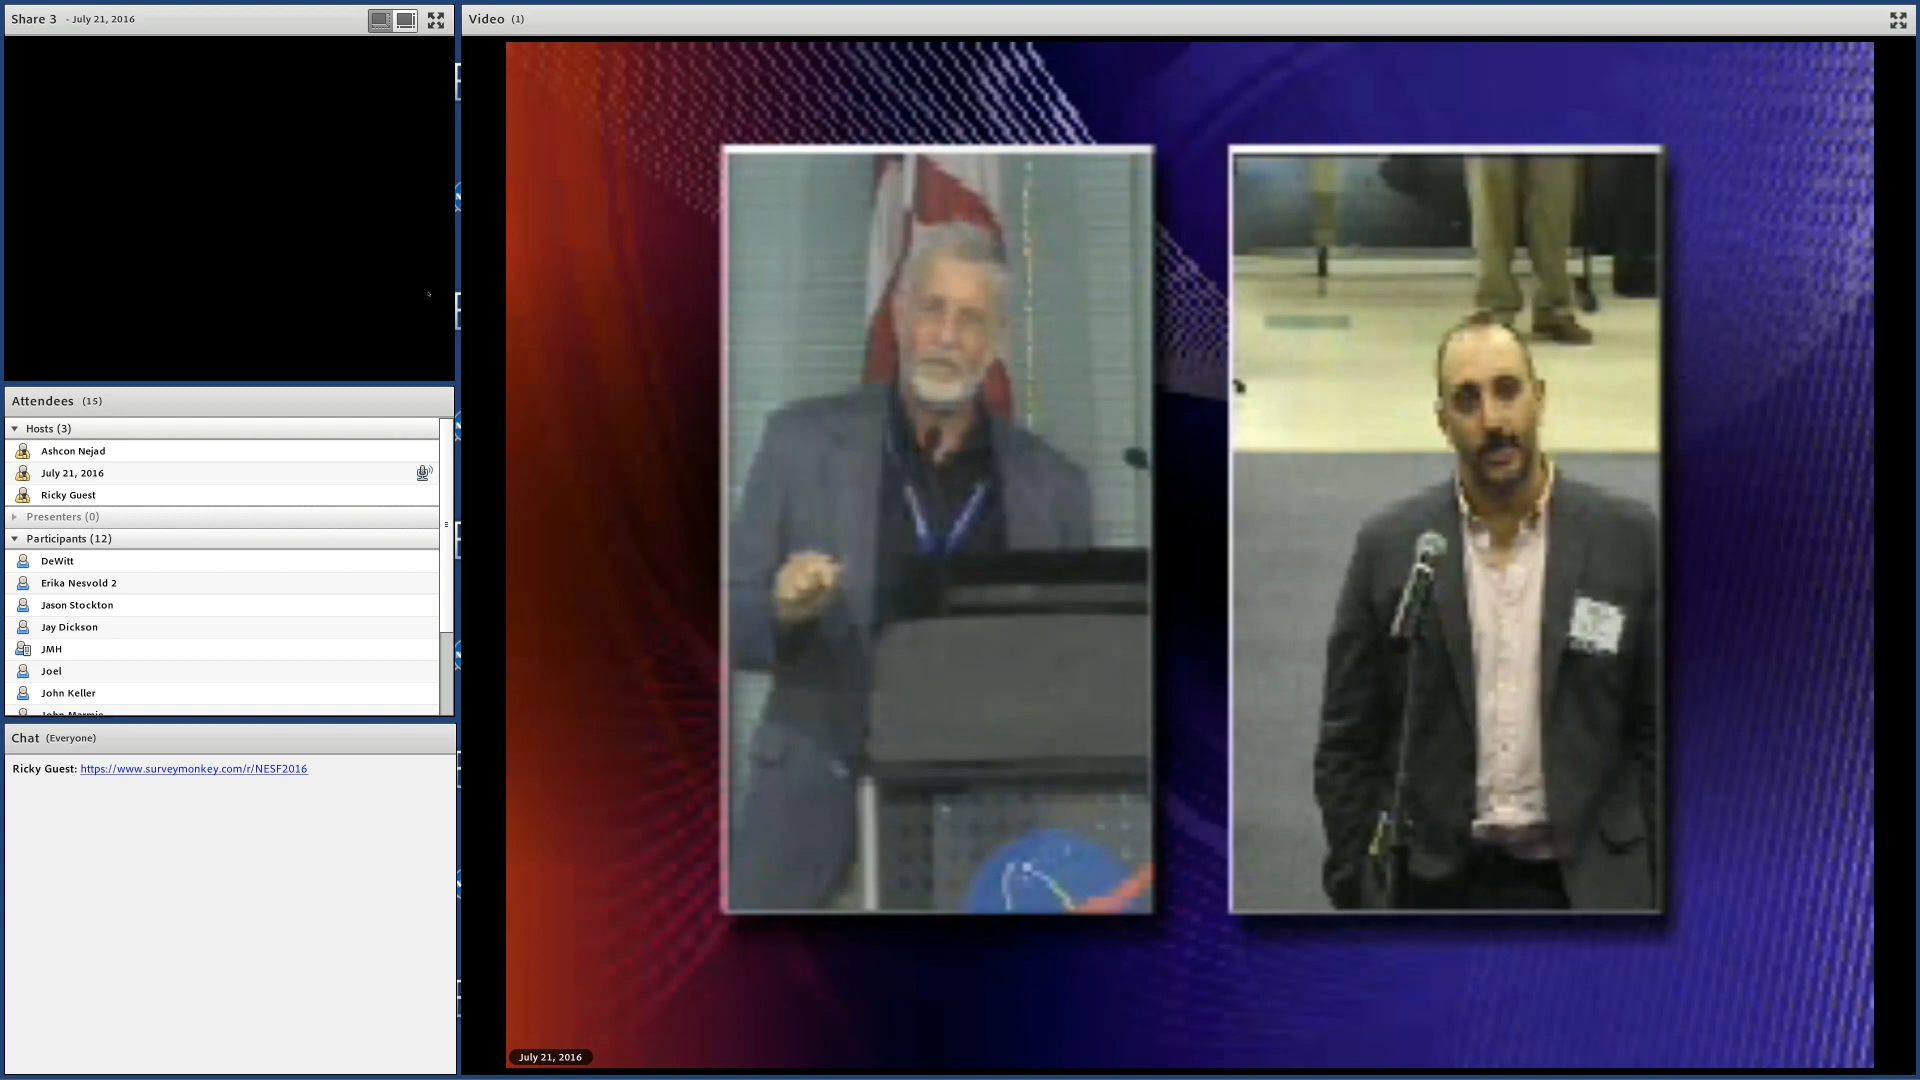 Share 3 - July 21, 2016
Video (1)
Attendees (15)
Hosts (3)
Ashcon Nejad
July 21, 2016
Ricky Guest
Presenters (0)
Participants (12)
DeWitt
Erika Nesvold 2
Jason Stockton
Jay Dickson
JMH
Joel
John Keller
John Marmie
Chat (Everyone)
Ricky Guest: https://www.surveymonkey.com/r/NESF2016
July 21, 2016